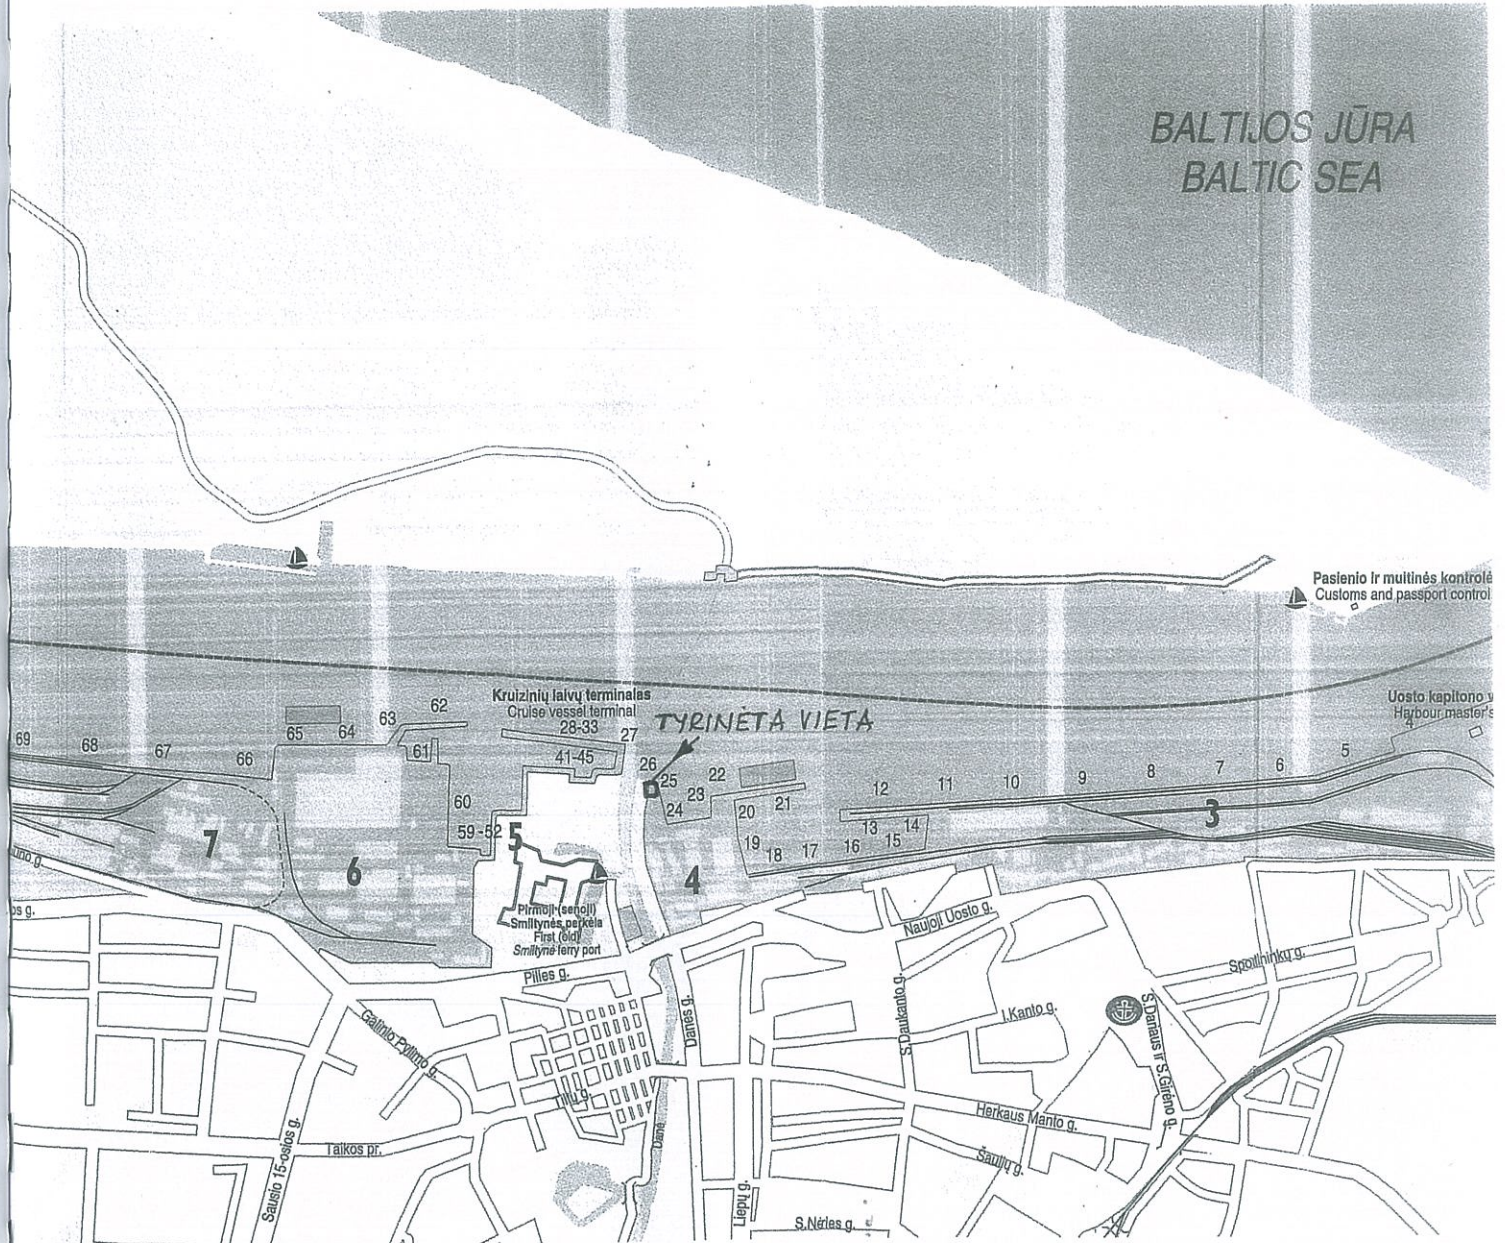 BALTIJOS JŪRA
BALTIC SEA
Pasienio ir muitinės kontrolė
Customs and passport control
Uosto kapitono
Harbour master's
Kruizinių laivų terminalas
Cruise vessel terminal
28-33
TYRINĖTA VIETA
27
41-45
26
25
24
23
22
21
20
19
18
17
16
15
14
13
12
11
10
9
8
7
6
5
4
3
69
68
67
66
65
64
63
62
61
60
59-52
7
6
5
4
Pirmoji (senoji)
Smiltynės perkėla
First (old)
Smiltynė ferry port
Pilies g.
Galinio Pylimo g.
Danės g.
Naujoji Uosto g.
S.Daukanto g.
I.Kanto g.
Sportininkų g.
S.Dariaus ir S.Girėno g.
Herkaus Manto g.
Šaulių g.
Tiltų g.
Taikos pr.
Sausio 15-osios g.
Danė
Liepų g.
S.Nėries g.
os g.